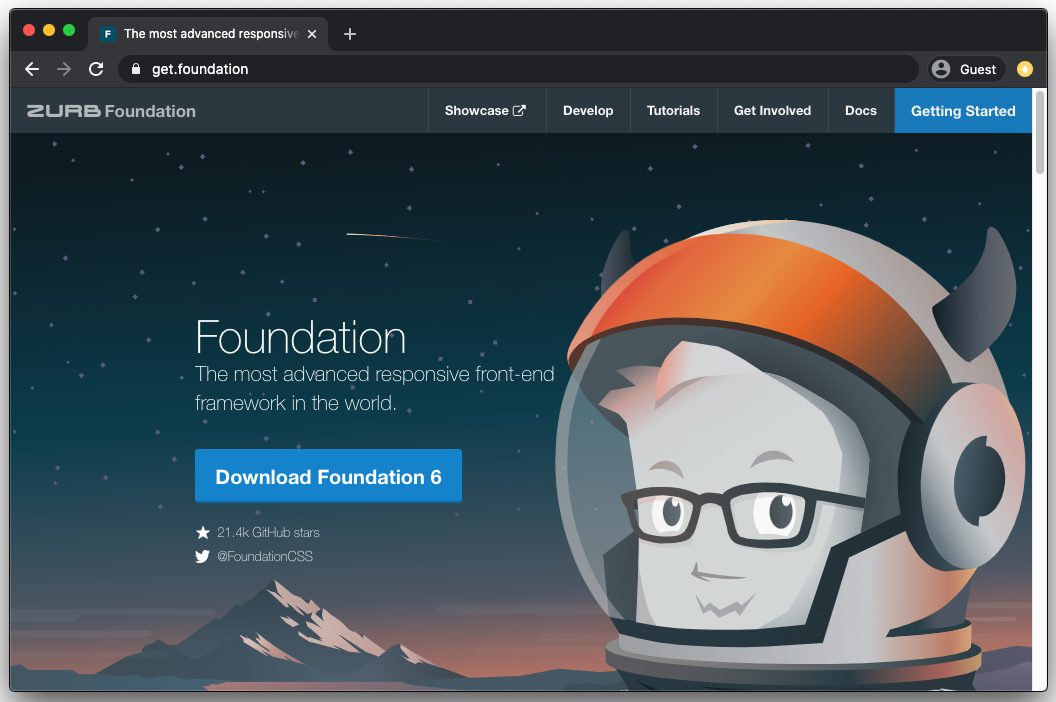 F The most advanced responsive
get.foundation
Guest
ZURB Foundation
Showcase
Develop
Tutorials
Get Involved
Docs
Getting Started
Foundation
The most advanced responsive front-end
framework in the world.
Download Foundation 6
21.4k GitHub stars
@FoundationCSS